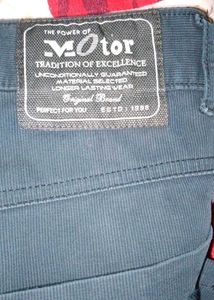 THE POWER OF
MOtor
TRADITION OF EXCELLENCE
UNCONDITIONALLY GUARANTEED
MATERIAL SELECTED
LONGER LASTING WEAR
Original Brand
PERFECT FOR YOU ESTD: 1998